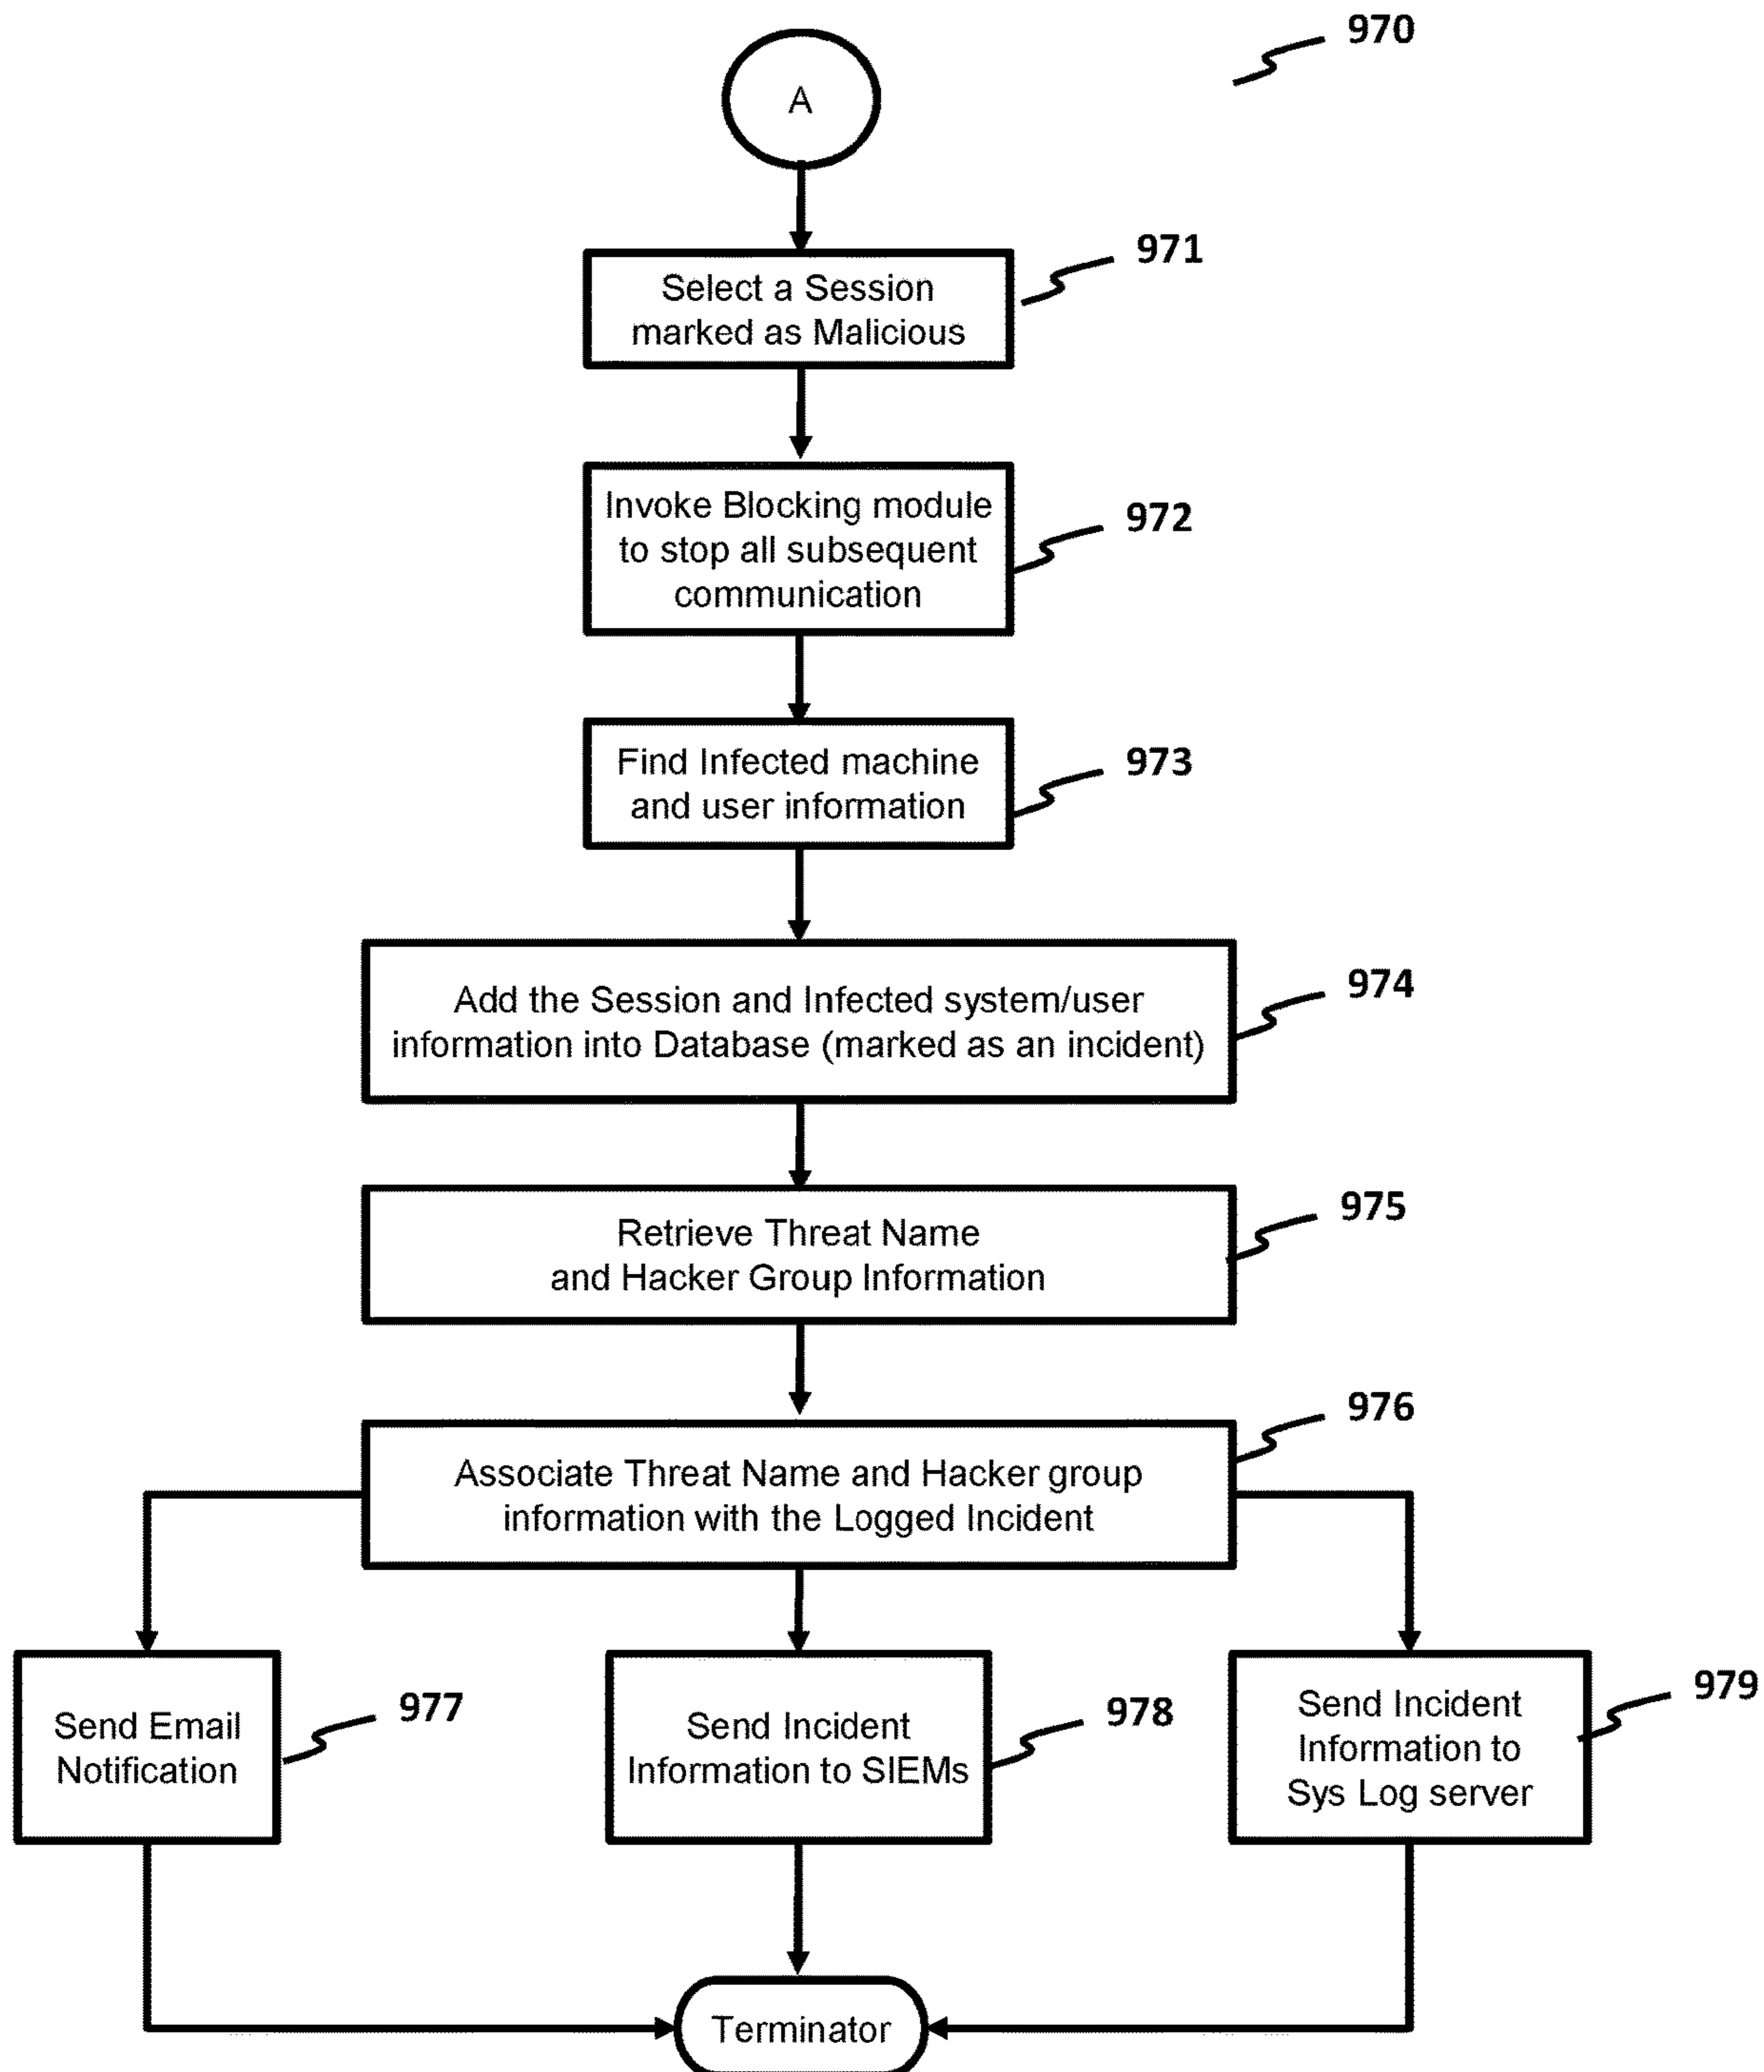 970
A
971
Select a Session
marked as Malicious
972
Invoke Blocking module
to stop all subsequent
communication
973
Find Infected machine
and user information
974
Add the Session and Infected system/user
information into Database (marked as an incident)
975
Retrieve Threat Name
and Hacker Group Information
976
Associate Threat Name and Hacker group
information with the Logged Incident
977
Send Email
Notification
978
Send Incident
Information to SIEMs
979
Send Incident
Information to
Sys Log server
Terminator